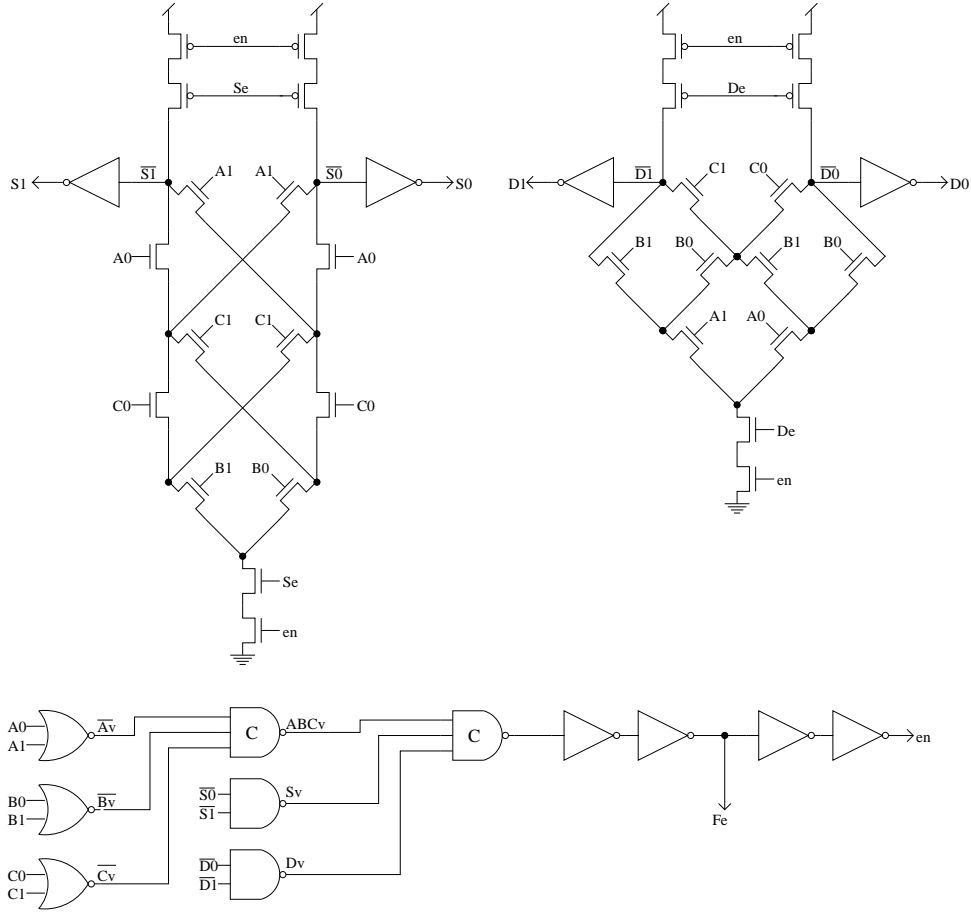 en en
Se De
S1 S̅1̅ A1 A1 S̅0̅ S0 D1 D̅1̅ C1 C0 D̅0̅ D0
A0 A0 B1 B0 B1 B0
C1 C1 A1 A0
C0 C0 De
B1 B0 en
Se
en
A0 A̅v̅ ABCv
A1 C C en
B0 B̅v̅ S̅0̅ Sv
B1 S̅1̅ Fe
C0 C̅v̅ D̅0̅ Dv
C1 D̅1̅